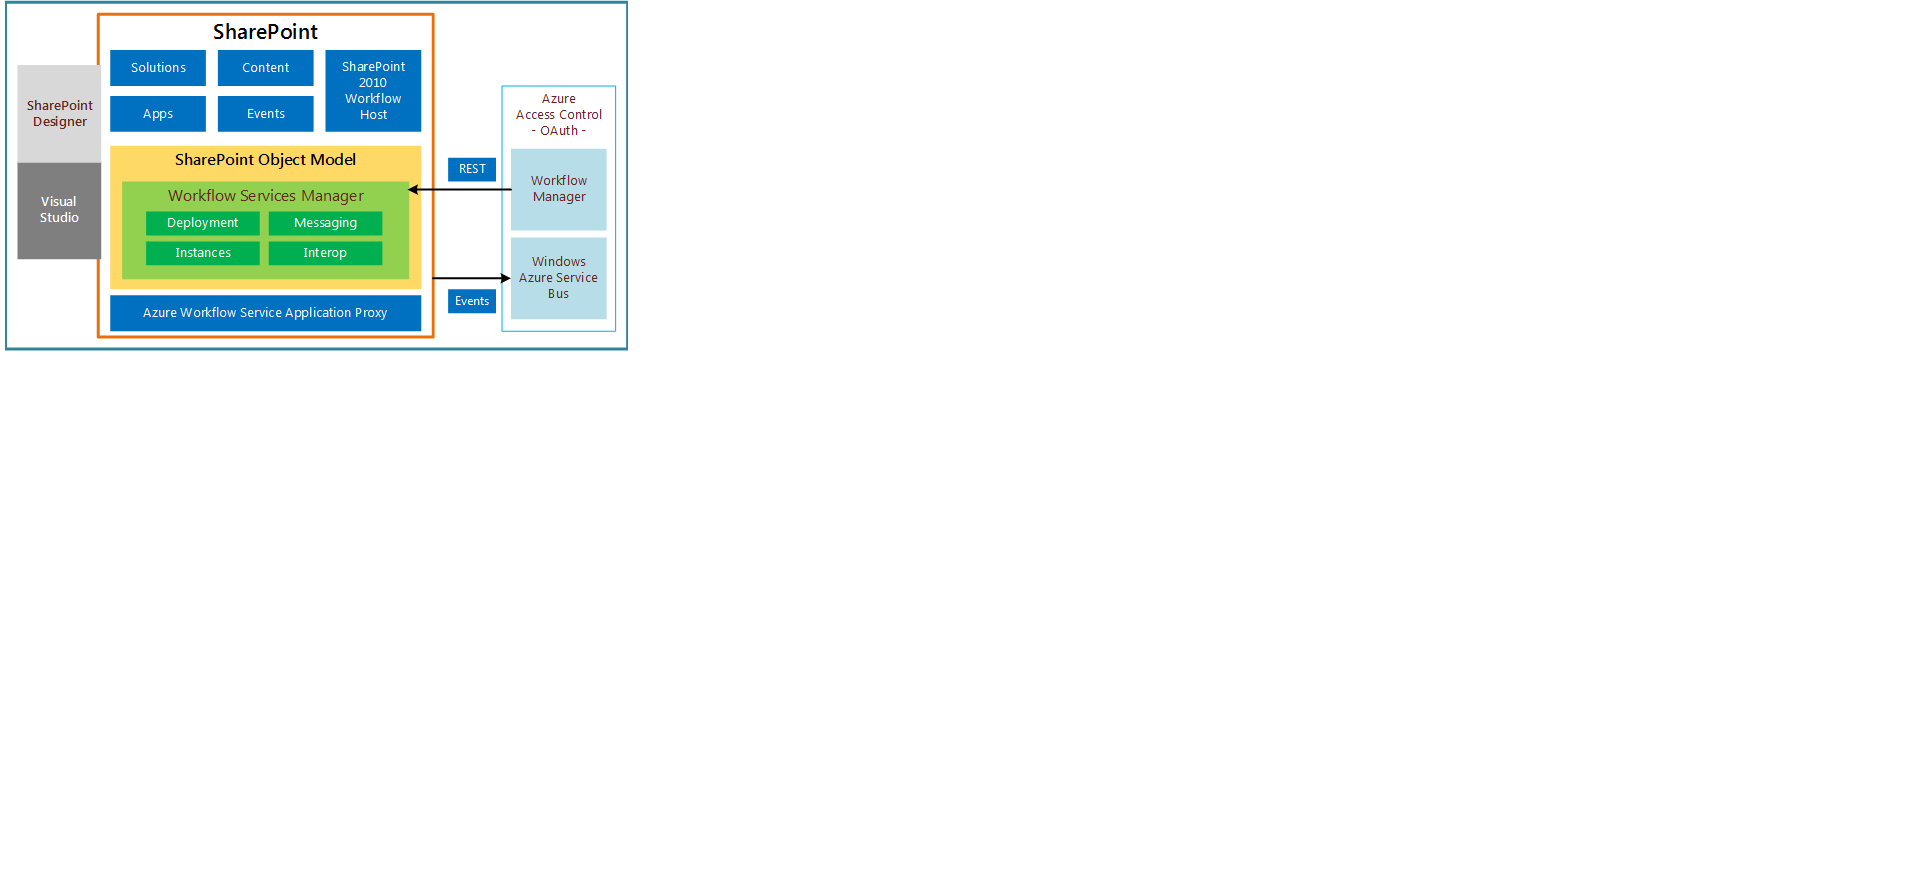 SharePoint
Solutions
Content
SharePoint
2010
Workflow
Host
Apps
Events
SharePoint
Designer
Visual
Studio
SharePoint Object Model
Workflow Services Manager
Deployment
Messaging
Instances
Interop
Azure Workflow Service Application Proxy
REST
Events
Azure
Access Control
- OAuth -
Workflow
Manager
Windows
Azure Service
Bus